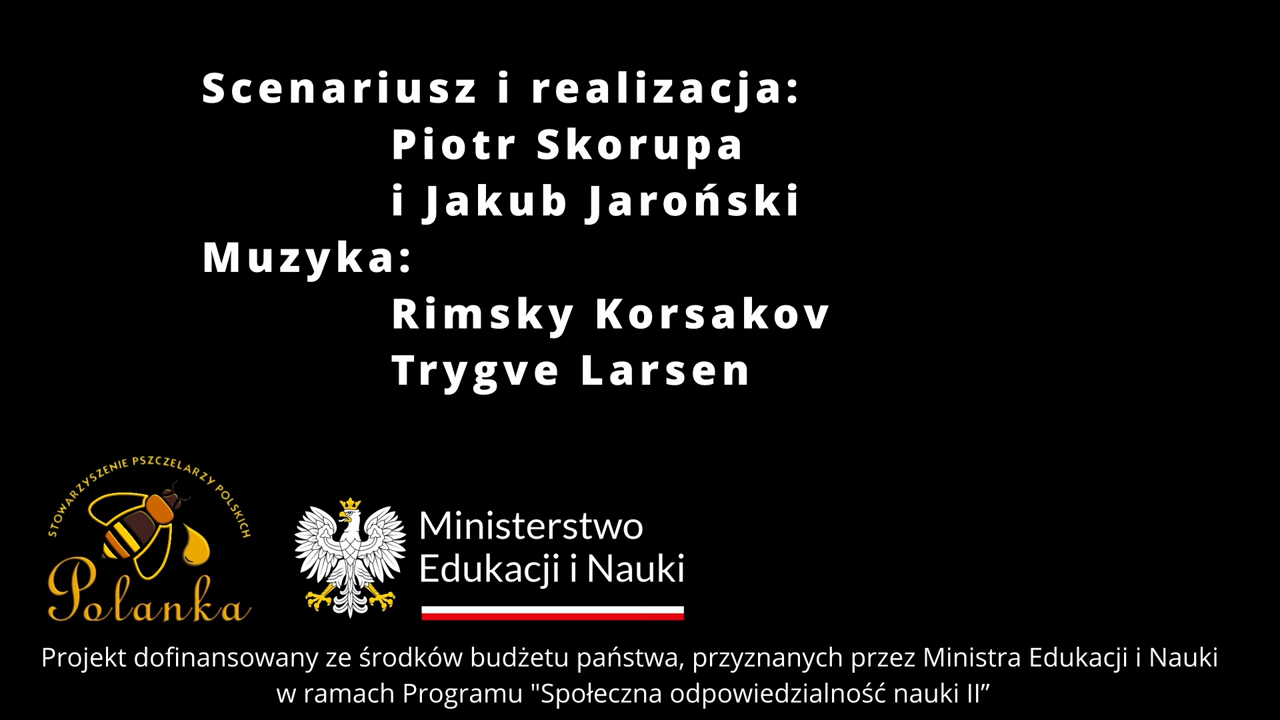 Scenariusz i realizacja:
Piotr Skorupa
i Jakub Jaroński
Muzyka:
Rimsky Korsakov
Trygve Larsen
STOWARZYSZENIE PSZCZELARZY POLSKICH
Polanka
Ministerstwo
Edukacji i Nauki
Projekt dofinansowany ze środków budżetu państwa, przyznanych przez Ministra Edukacji i Nauki
w ramach Programu "Społeczna odpowiedzialność nauki II”